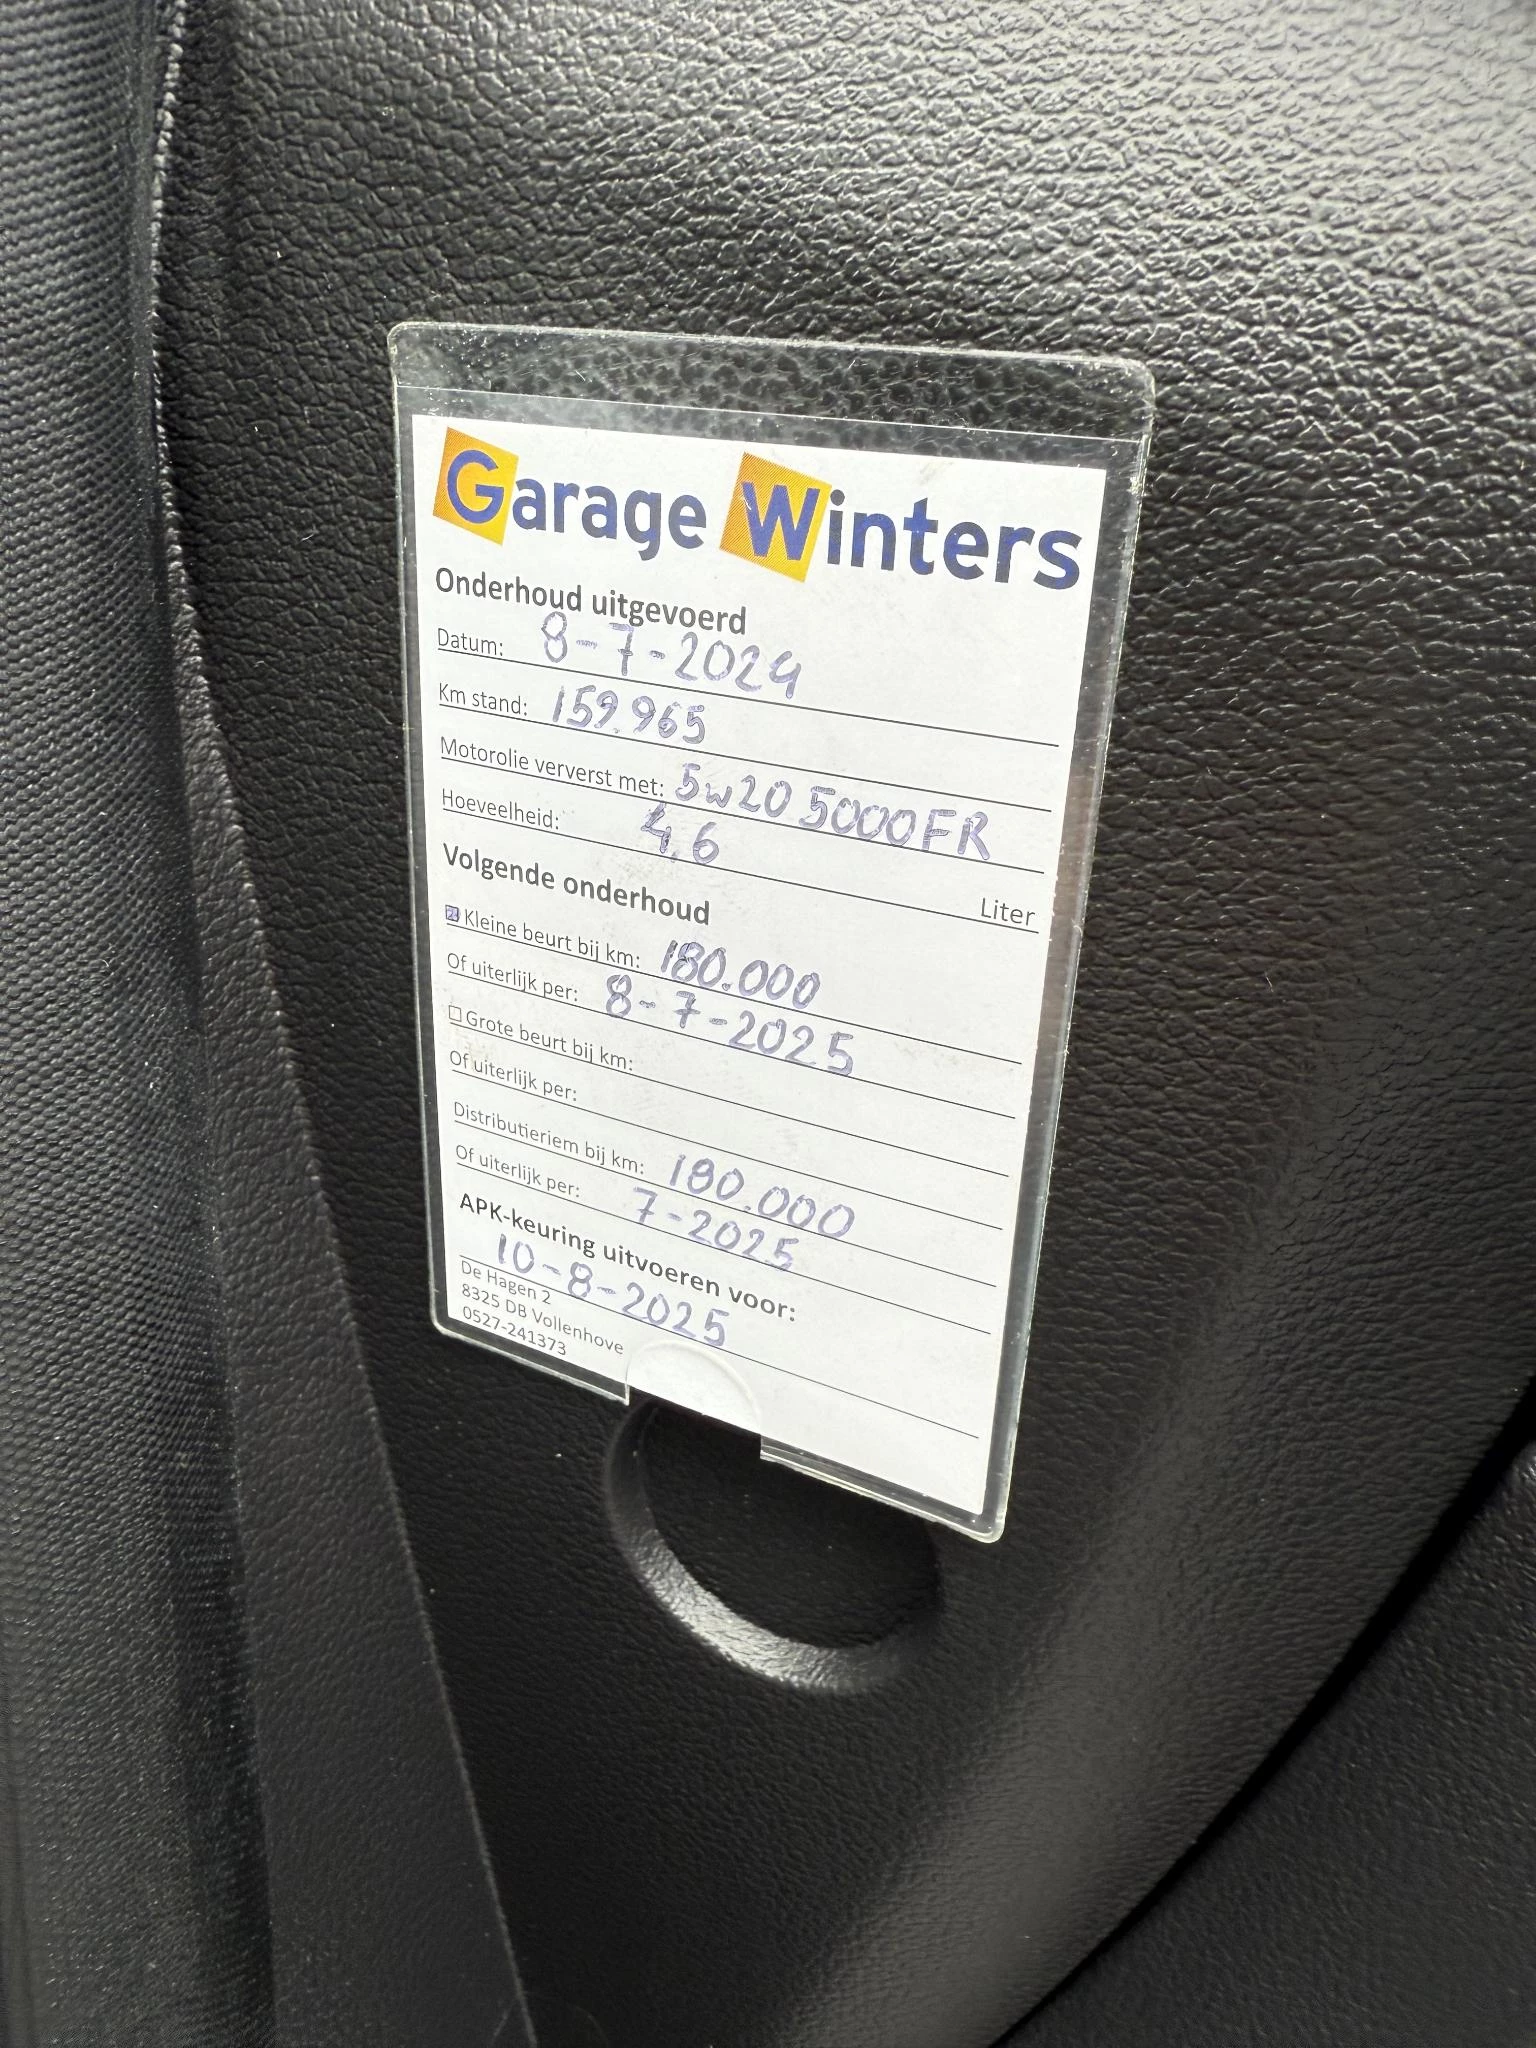 Garage Winters
Onderhoud uitgevoerd
Datum: 8-7-2024
Km stand: 159.965
Motorolie ververst met: 5w20 5000FR
Hoeveelheid: 4,6 Liter
Volgende onderhoud
Kleine beurt bij km: 180.000
Of uiterlijk per: 8-7-2025
Grote beurt bij km:
Of uiterlijk per:
Distributieriem bij km: 180.000
Of uiterlijk per: 7-2025
APK-keuring uitvoeren voor:
10-8-2025
De Hagen 2
8325 DB Vollenhove
0527-241373